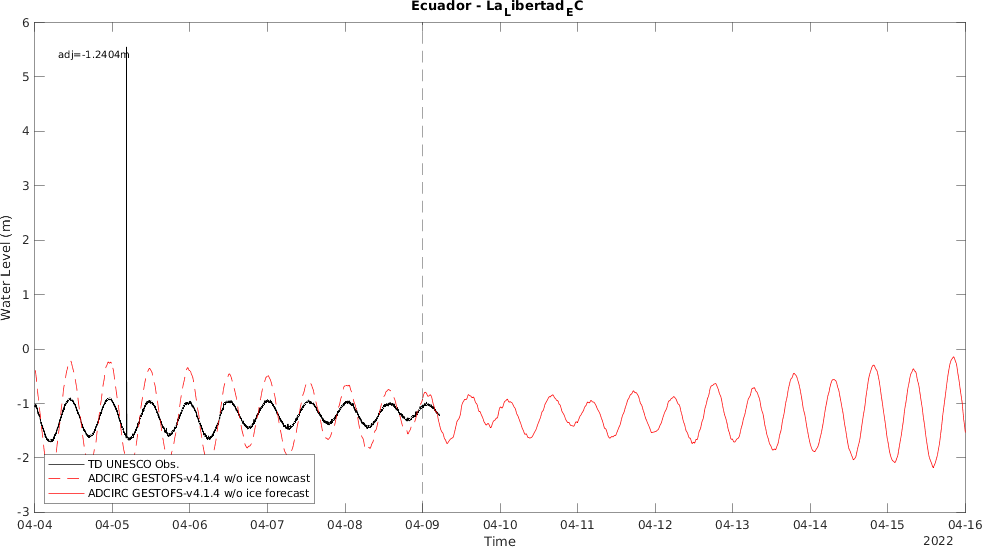 Ecuador - LaLibertadEC
adj=-1.2404m
6
5
4
3
2
1
0
-1
-2
-3
Water Level (m)
TD UNESCO Obs.
ADCIRC GESTOFS-v4.1.4 w/o ice nowcast
ADCIRC GESTOFS-v4.1.4 w/o ice forecast
04-04 04-05 04-06 04-07 04-08 04-09 04-10 04-11 04-12 04-13 04-14 04-15 04-16
Time
2022